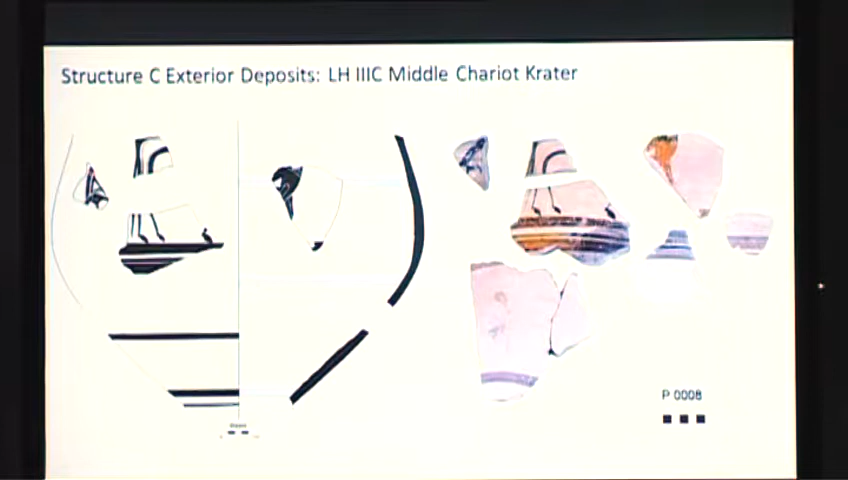 Structure C Exterior Deposits: LH IIIC Middle Chariot Krater
P 0008